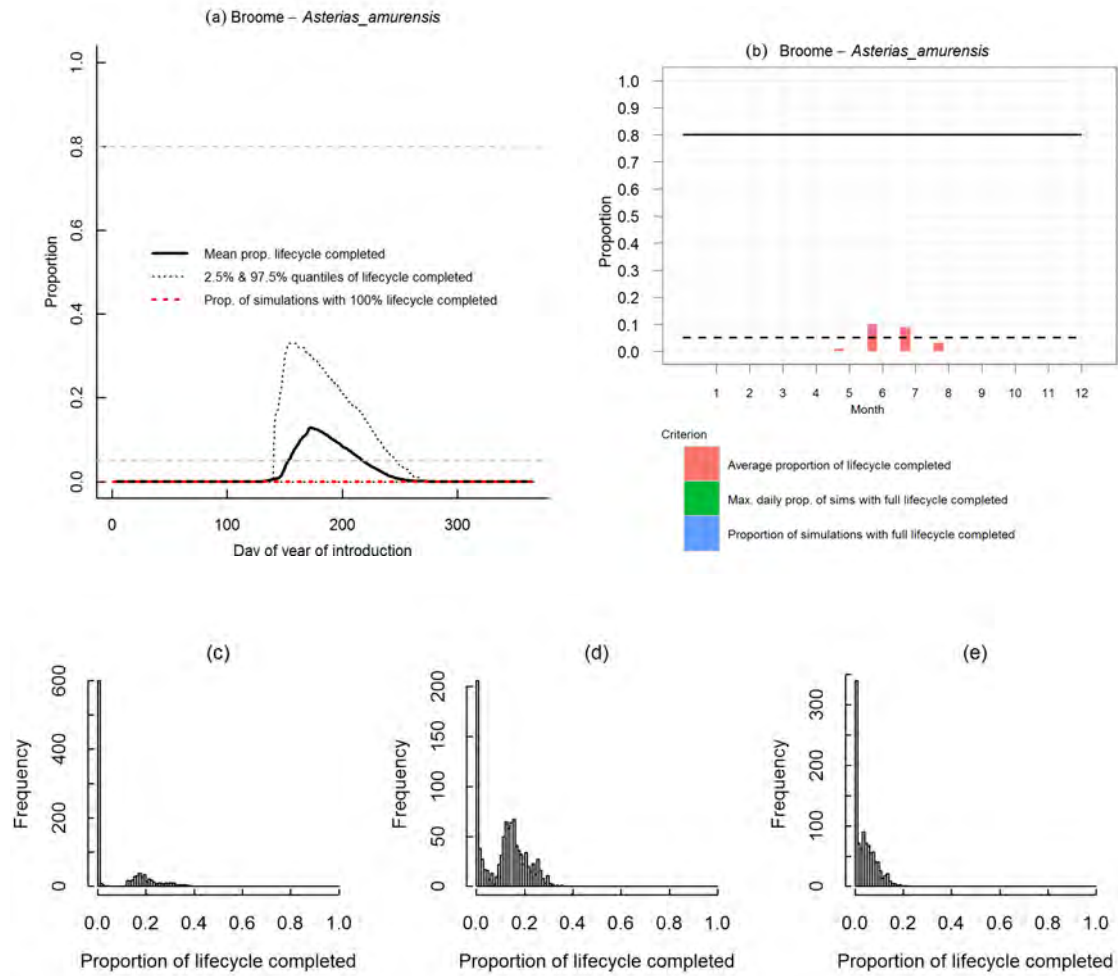 (a) Broome – Asterias_amurensis
1.0
0.8
0.6
0.4
0.2
0.0
Proportion
Mean prop. lifecycle completed
2.5% & 97.5% quantiles of lifecycle completed
Prop. of simulations with 100% lifecycle completed
0 100 200 300
Day of year of introduction
(b) Broome – Asterias_amurensis
1.0
0.9
0.8
0.7
0.6
0.5
0.4
0.3
0.2
0.1
0.0
Proportion
1 2 3 4 5 6 7 8 9 10 11 12
Month
Criterion
Average proportion of lifecycle completed
Max. daily prop. of sims with full lifecycle completed
Proportion of simulations with full lifecycle completed
(c)
600
400
200
0
Frequency
0.0 0.2 0.4 0.6 0.8 1.0
Proportion of lifecycle completed
(d)
200
150
100
50
0
Frequency
0.0 0.2 0.4 0.6 0.8 1.0
Proportion of lifecycle completed
(e)
300
200
100
0
Frequency
0.0 0.2 0.4 0.6 0.8 1.0
Proportion of lifecycle completed